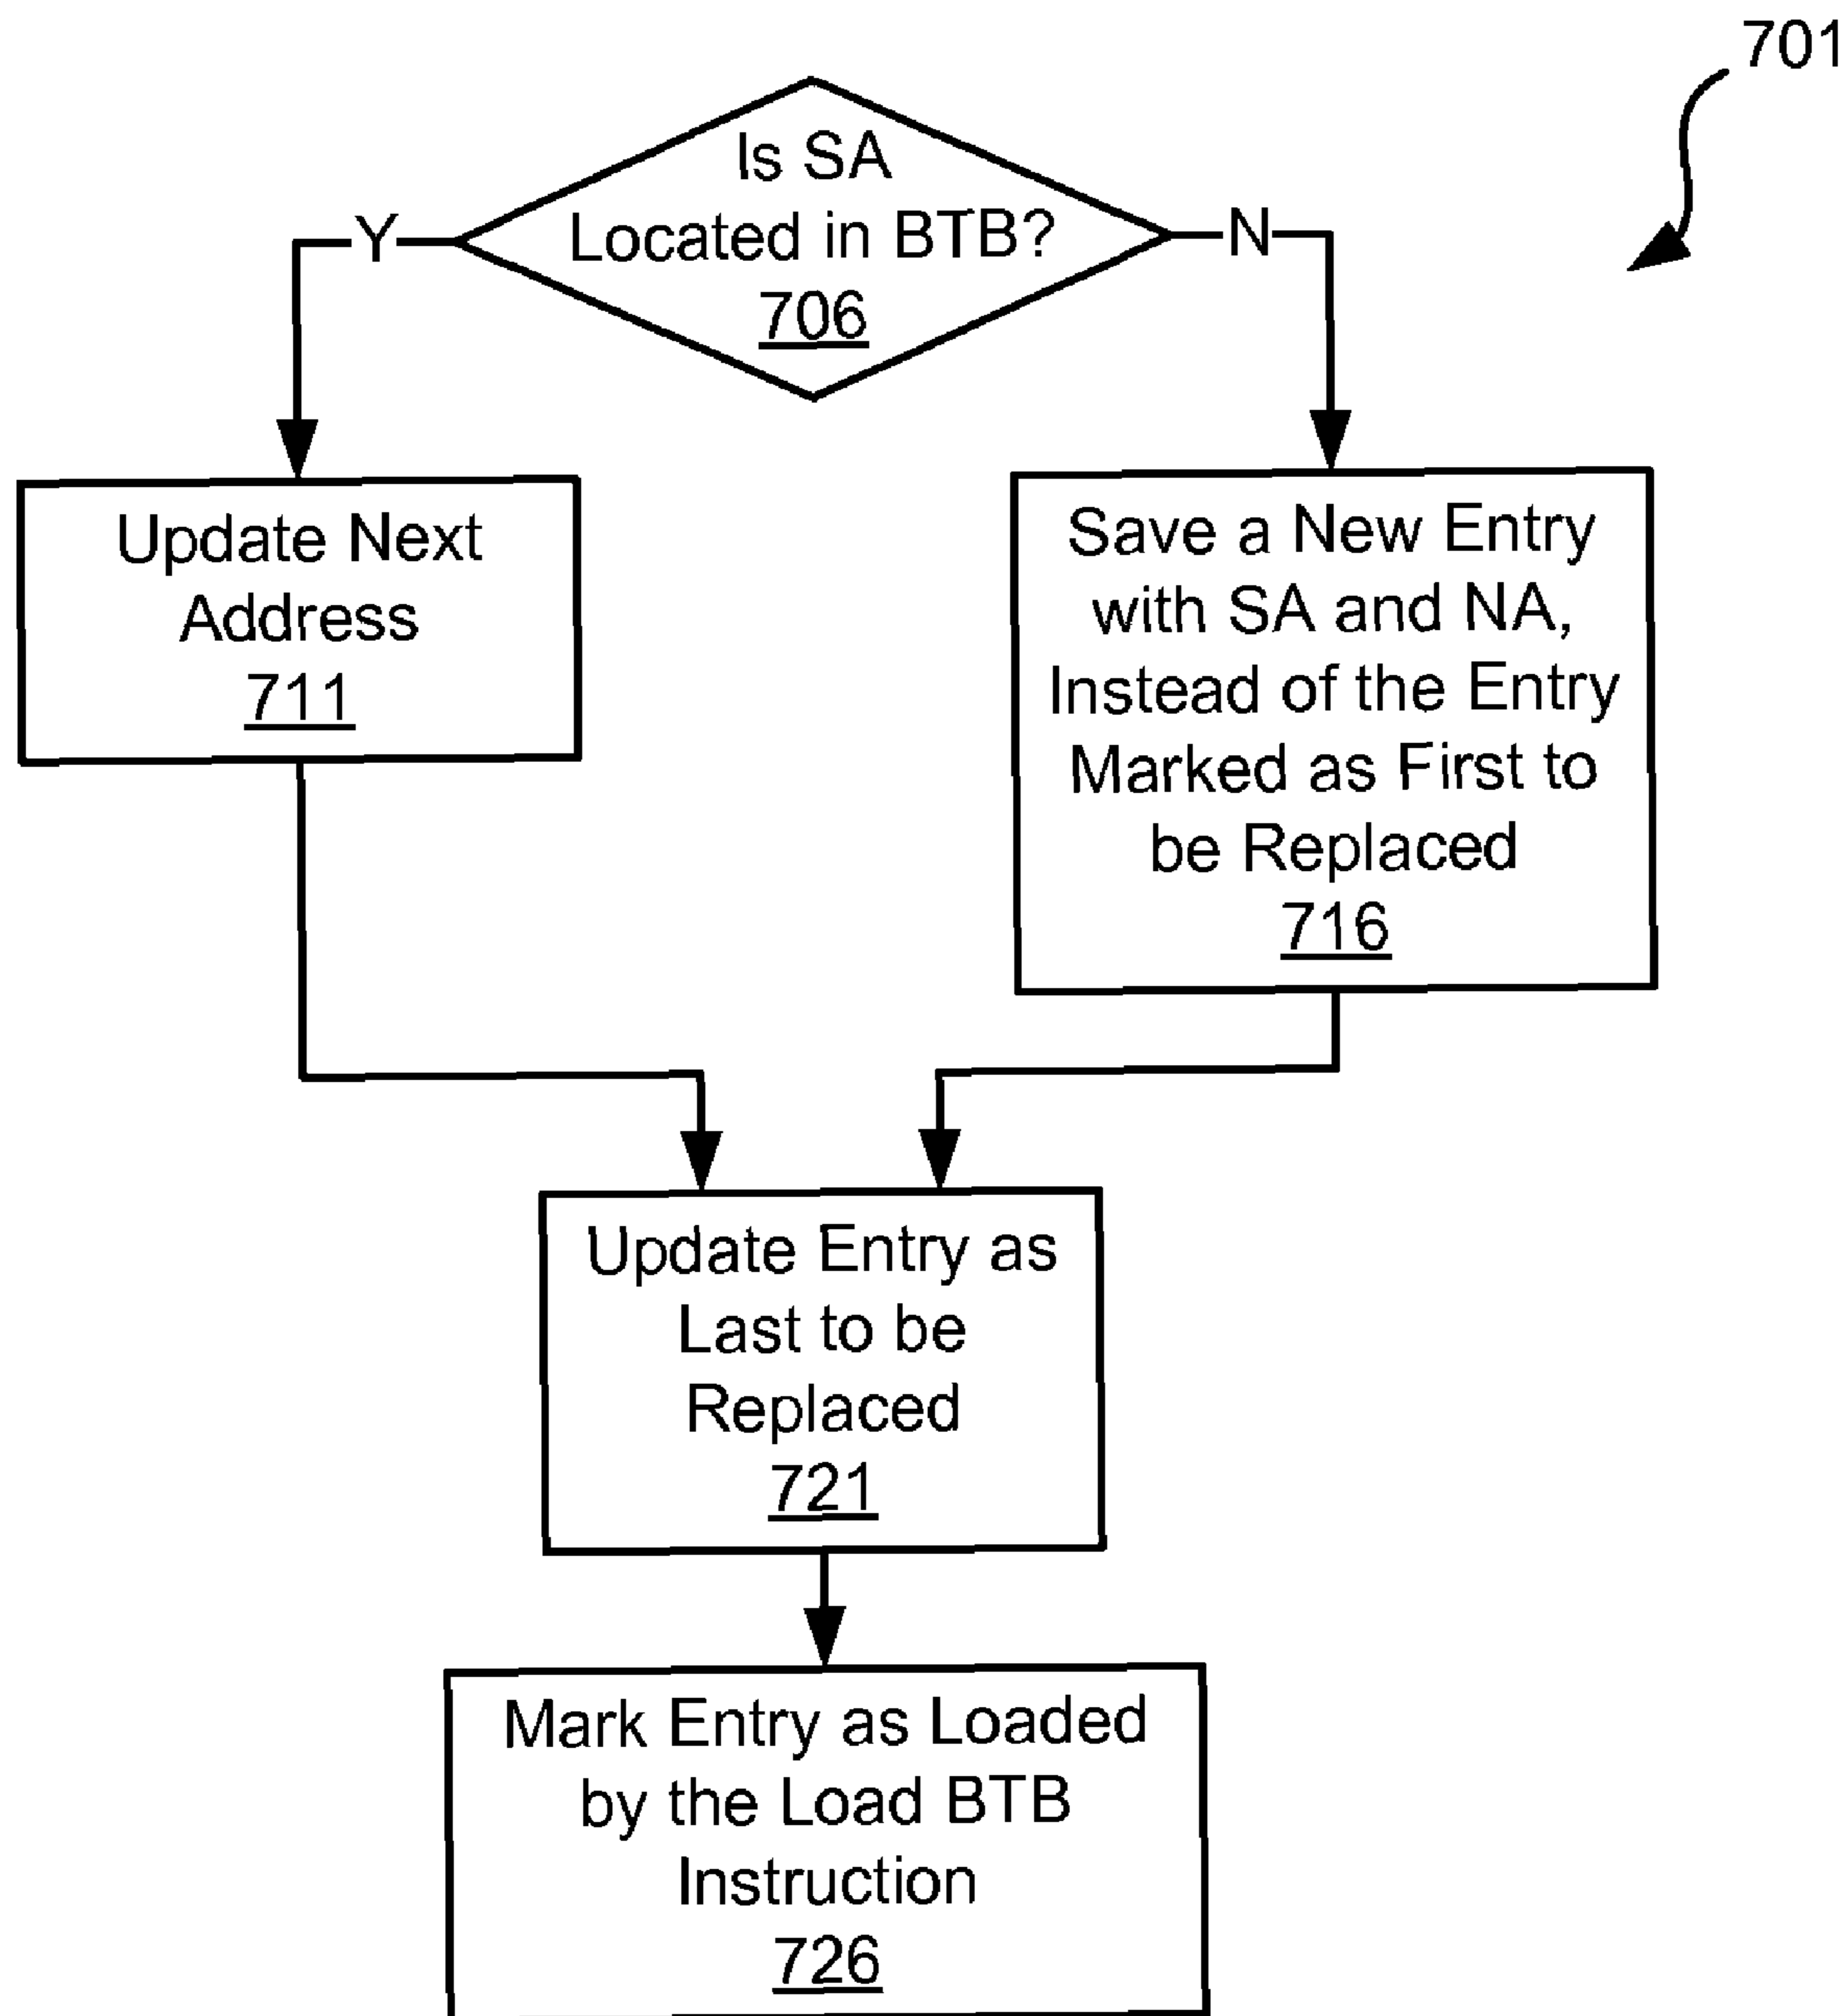 701
Is SA
Located in BTB?
706
Y
N
Update Next
Address
711
Save a New Entry
with SA and NA,
Instead of the Entry
Marked as First to
be Replaced
716
Update Entry as
Last to be
Replaced
721
Mark Entry as Loaded
by the Load BTB
Instruction
726